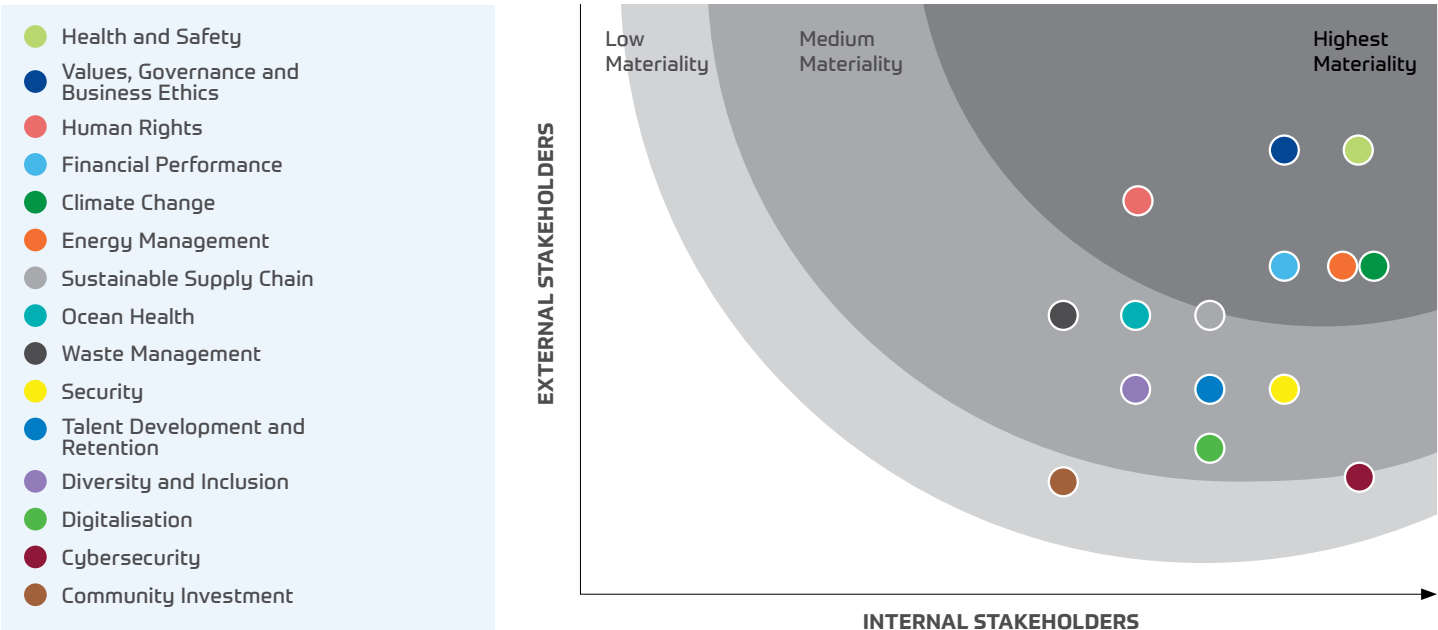 Health and Safety
Values, Governance and
Business Ethics
Human Rights
Financial Performance
Climate Change
Energy Management
Sustainable Supply Chain
Ocean Health
Waste Management
Security
Talent Development and
Retention
Diversity and Inclusion
Digitalisation
Cybersecurity
Community Investment
EXTERNAL STAKEHOLDERS
Low
Materiality
Medium
Materiality
Highest
Materiality
INTERNAL STAKEHOLDERS